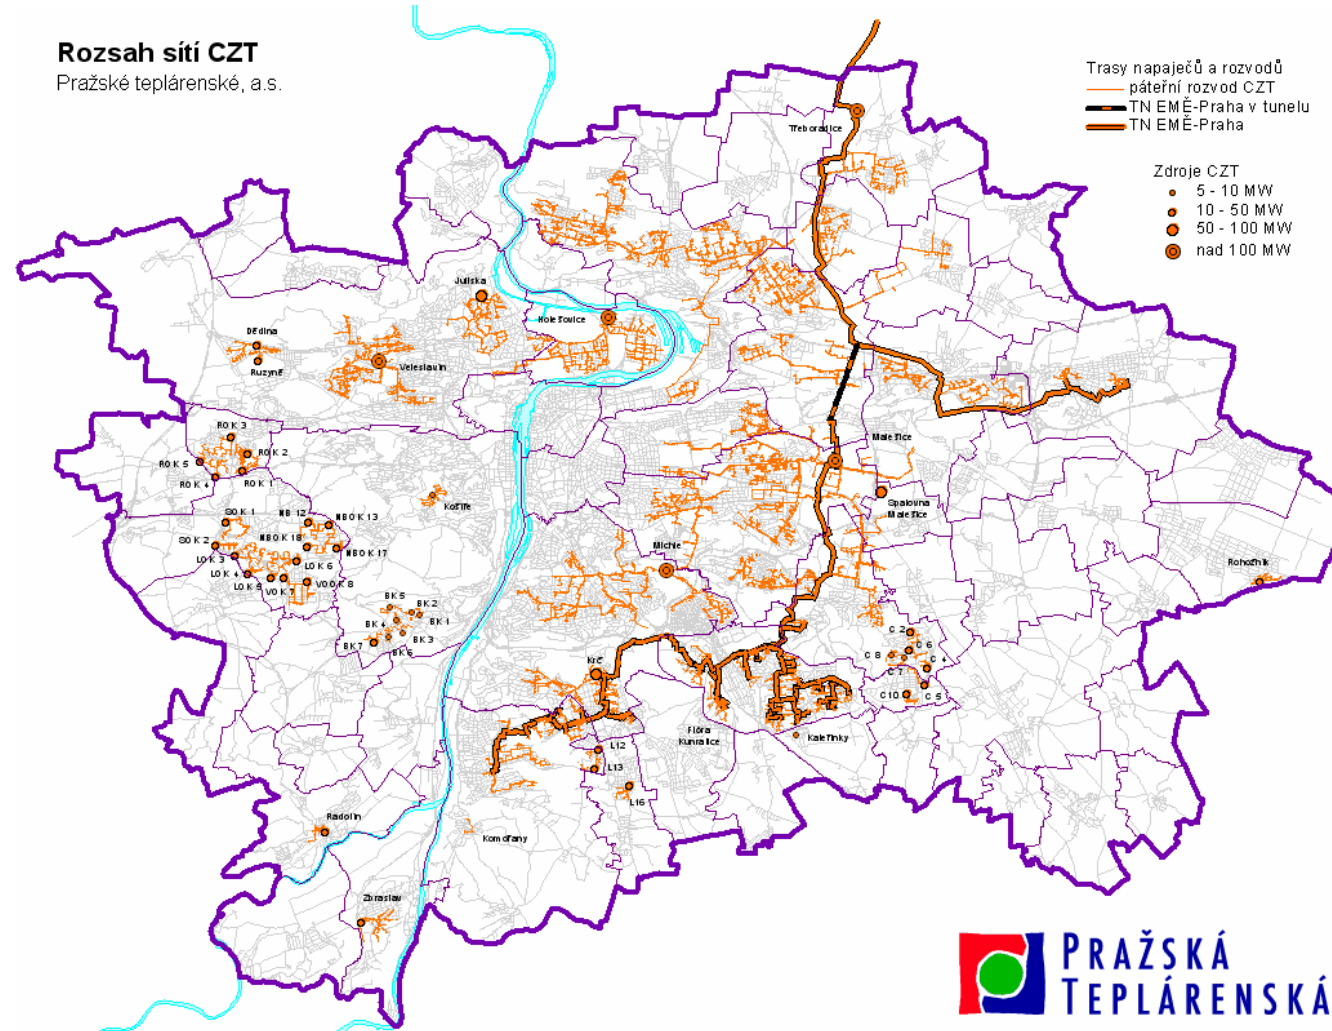 Rozsah sítí CZT
Pražské teplárenské, a.s.
Trasy napaječů a rozvodů
páteřní rozvod CZT
TN EMĚ-Praha v tunelu
TN EMĚ-Praha
Zdroje CZT
5 - 10 MW
10 - 50 MW
50 - 100 MW
nad 100 MW
Třeboradice
Juliska
Holešovice
Dědina
Ruzyně
Veleslavín
ROK 3
ROK 2
ROK 5
ROK 4
ROK 1
Malešice
Košíře
Spalovna
Malešice
SOK 1
NB 12
NBOK 13
SOK 2
NBOK 18
NBOK 17
LOK 3
LOK 6
LOK 4
LOK 5
VOK 7
VOOK 8
Michle
Rohožník
BK 5
BK 2
BK 4
BK 1
BK 3
BK 7
BK 6
C 2
C 6
C 8
C 4
C 7
C 5
C10
Krč
Flóra
Kunratice
Kateřinky
L12
L13
L16
Radotín
Komořany
Zbraslav
PRAŽSKÁ
TEPLÁRENSKÁ